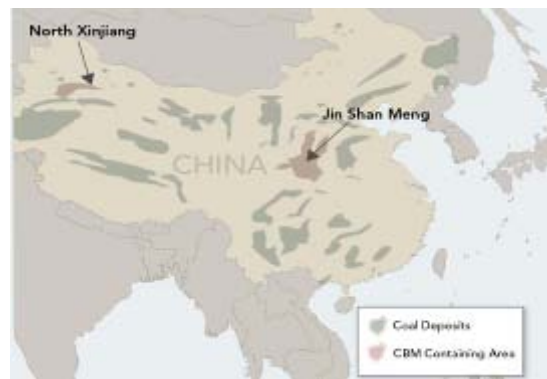 North Xinjiang
Jin Shan Meng
CHINA
Coal Deposits
CBM Containing Area